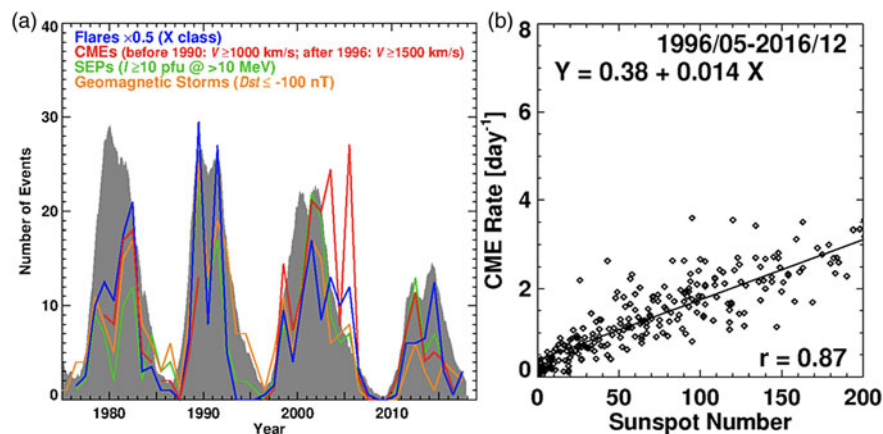 (a)
Flares ×0.5 (X class)
CMEs (before 1990: V ≥1000 km/s; after 1996: V ≥1500 km/s)
SEPs (I ≥10 pfu @ >10 MeV)
Geomagnetic Storms (Dst ≤ -100 nT)
40
30
20
10
0
Number of Events
1980 1990 2000 2010
Year
(b)
1996/05-2016/12
Y = 0.38 + 0.014 X
8
6
4
2
0
CME Rate [day-1]
r = 0.87
0 50 100 150 200
Sunspot Number